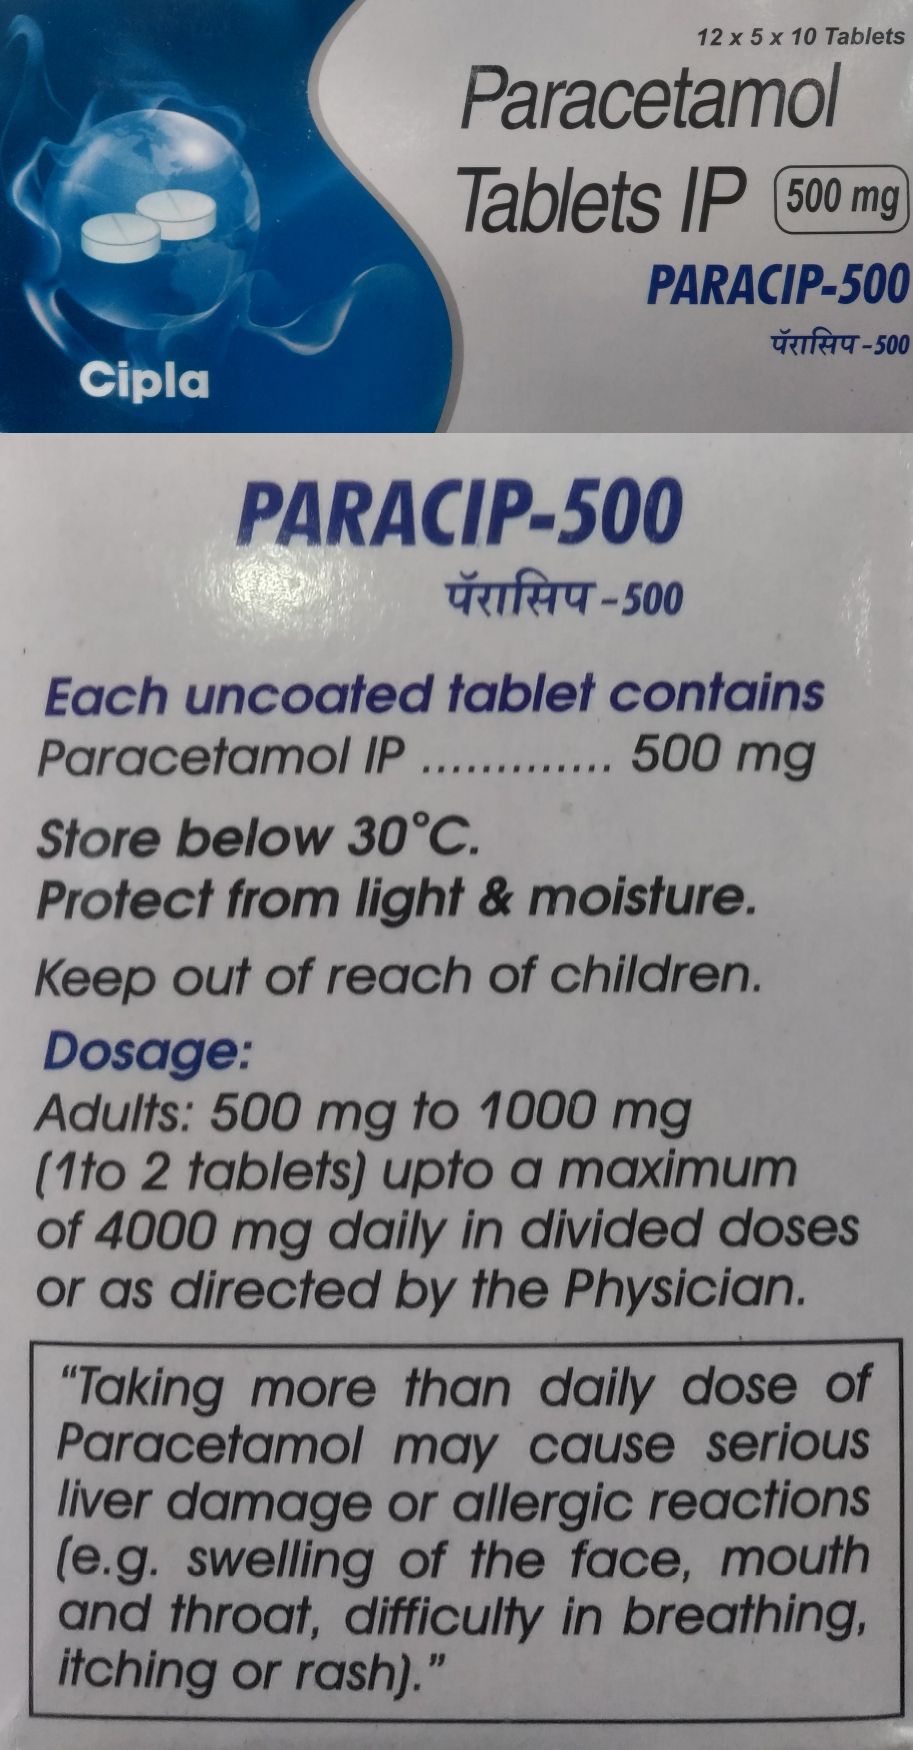 12 x 5 x 10 Tablets
Paracetamol
Tablets IP 500 mg
PARACIP-500
पॅरासिप -500
Cipla
PARACIP-500
पॅरासिप -500
Each uncoated tablet contains
Paracetamol IP ............. 500 mg
Store below 30°C.
Protect from light & moisture.
Keep out of reach of children.
Dosage:
Adults: 500 mg to 1000 mg
(1to 2 tablets) upto a maximum
of 4000 mg daily in divided doses
or as directed by the Physician.
“Taking more than daily dose of
Paracetamol may cause serious
liver damage or allergic reactions
(e.g. swelling of the face, mouth
and throat, difficulty in breathing,
itching or rash).”